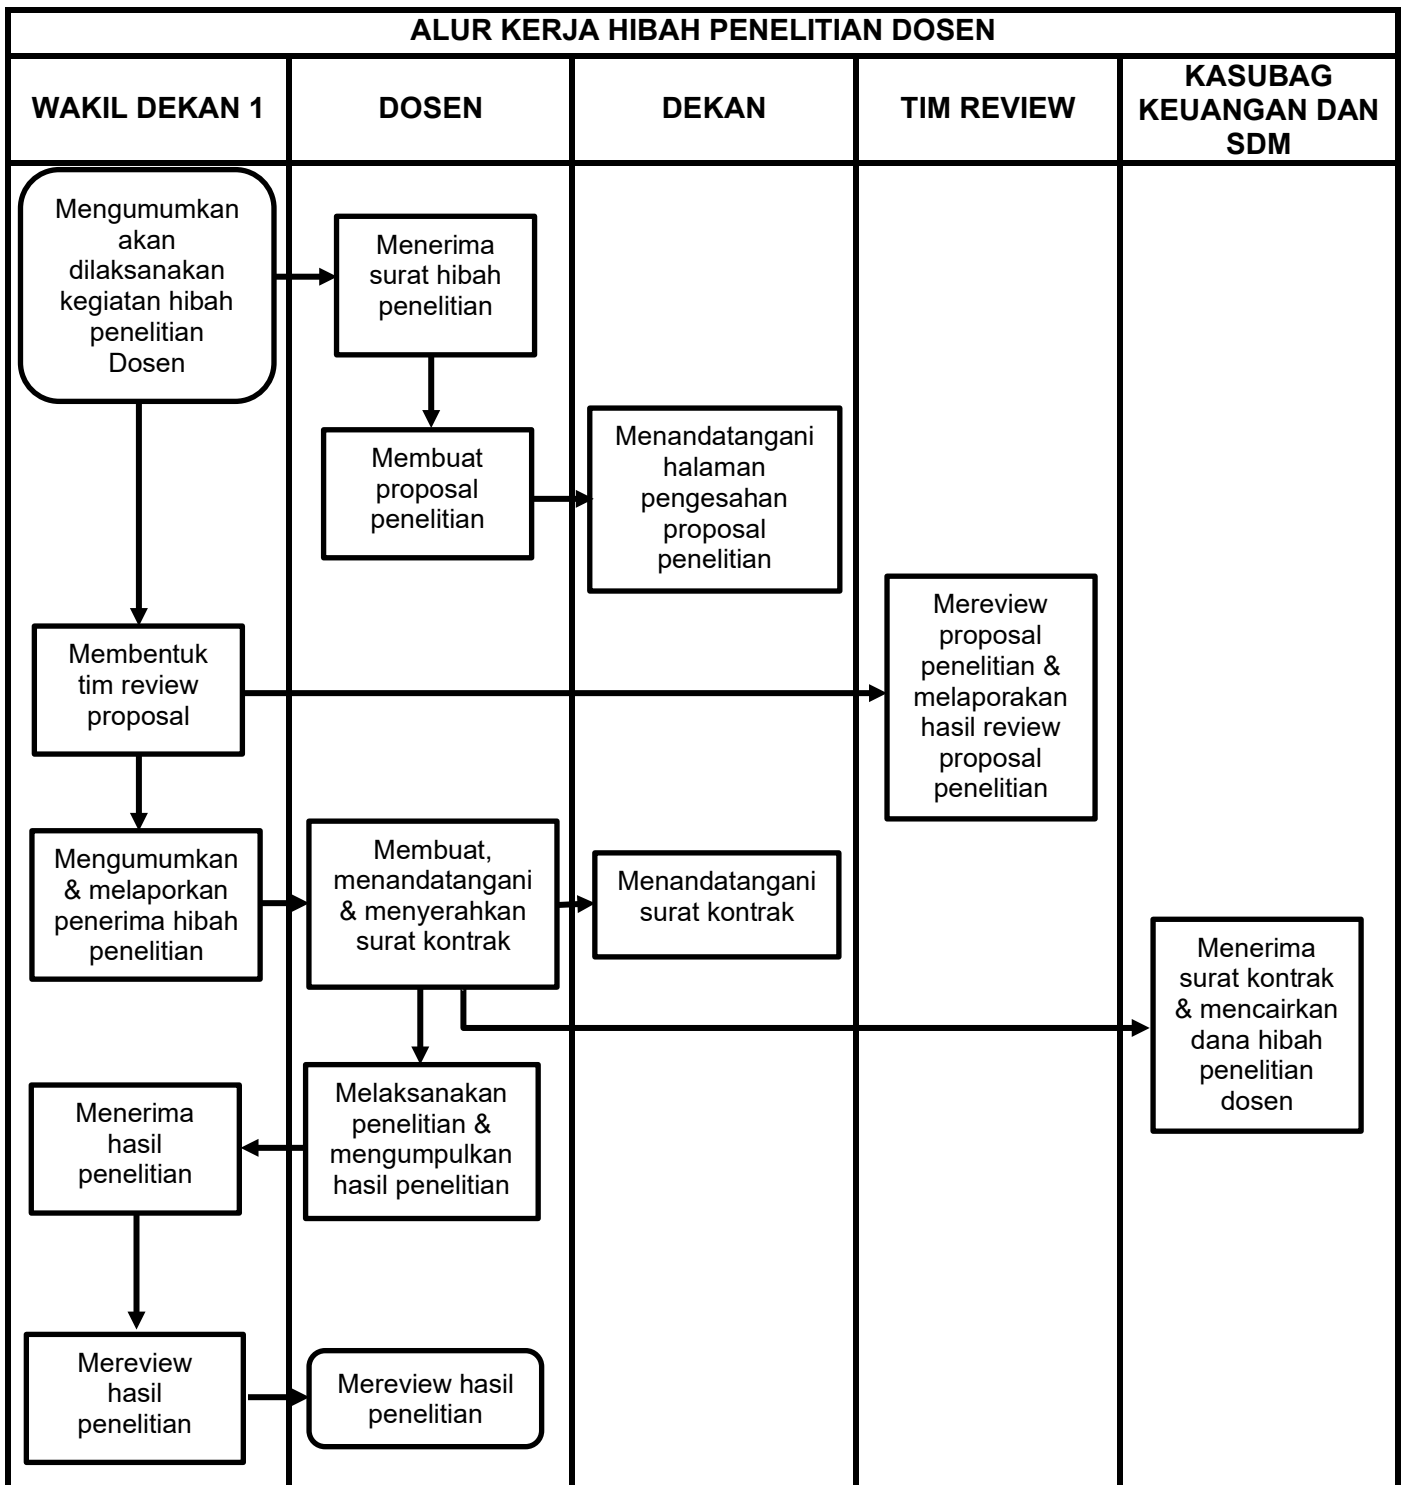 ALUR KERJA HIBAH PENELITIAN DOSEN
WAKIL DEKAN 1
DOSEN
DEKAN
TIM REVIEW
KASUBAG
KEUANGAN DAN
SDM
Mengumumkan
akan
dilaksanakan
kegiatan hibah
penelitian
Dosen
Menerima
surat hibah
penelitian
Membuat
proposal
penelitian
Menandatangani
halaman
pengesahan
proposal
penelitian
Membentuk
tim review
proposal
Mereview
proposal
penelitian &
melaporakan
hasil review
proposal
penelitian
Mengumumkan
& melaporkan
penerima hibah
penelitian
Membuat,
menandatangani
& menyerahkan
surat kontrak
Menandatangani
surat kontrak
Menerima
surat kontrak
& mencairkan
dana hibah
penelitian
dosen
Melaksanakan
penelitian &
mengumpulkan
hasil penelitian
Menerima
hasil
penelitian
Mereview
hasil
penelitian
Mereview hasil
penelitian